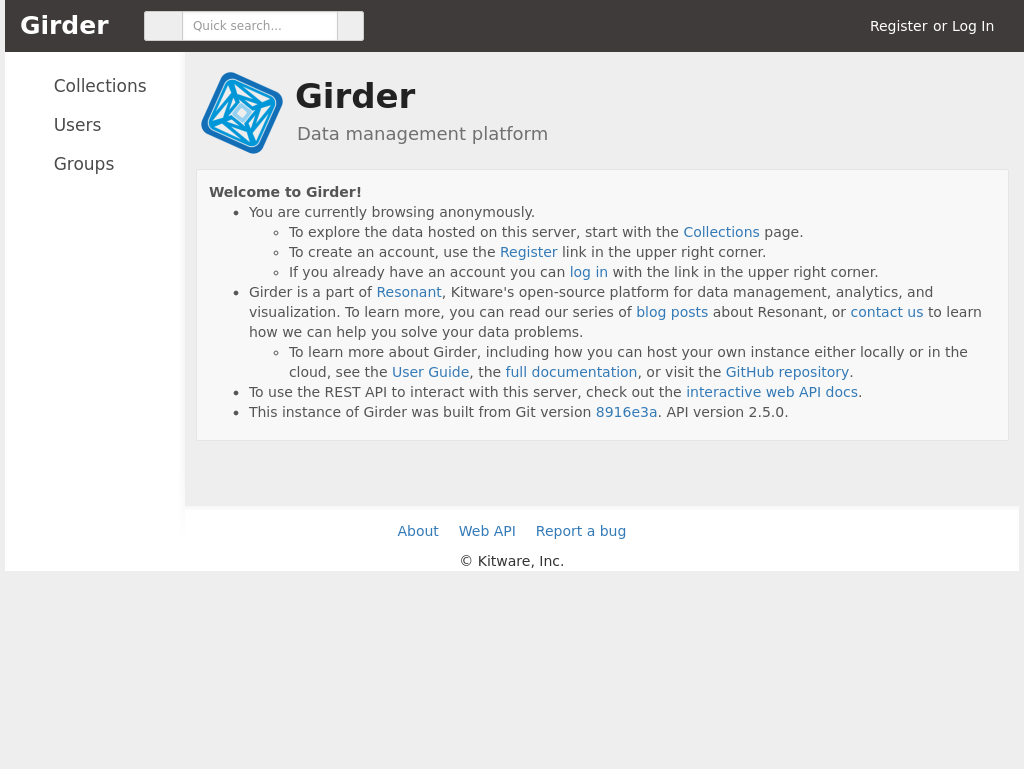 Girder
Quick search...
Register or Log In
Collections
Users
Groups
Girder
Data management platform
Welcome to Girder!
You are currently browsing anonymously.
To explore the data hosted on this server, start with the Collections page.
To create an account, use the Register link in the upper right corner.
If you already have an account you can log in with the link in the upper right corner.
Girder is a part of Resonant, Kitware's open-source platform for data management, analytics, and
visualization. To learn more, you can read our series of blog posts about Resonant, or contact us to learn
how we can help you solve your data problems.
To learn more about Girder, including how you can host your own instance either locally or in the
cloud, see the User Guide, the full documentation, or visit the GitHub repository.
To use the REST API to interact with this server, check out the interactive web API docs.
This instance of Girder was built from Git version 8916e3a. API version 2.5.0.
About Web API Report a bug
© Kitware, Inc.